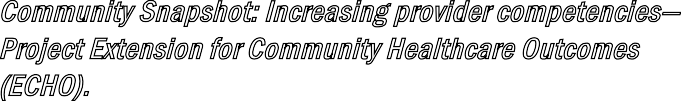 Community Snapshot: Increasing provider competencies—
Project Extension for Community Healthcare Outcomes
(ECHO).